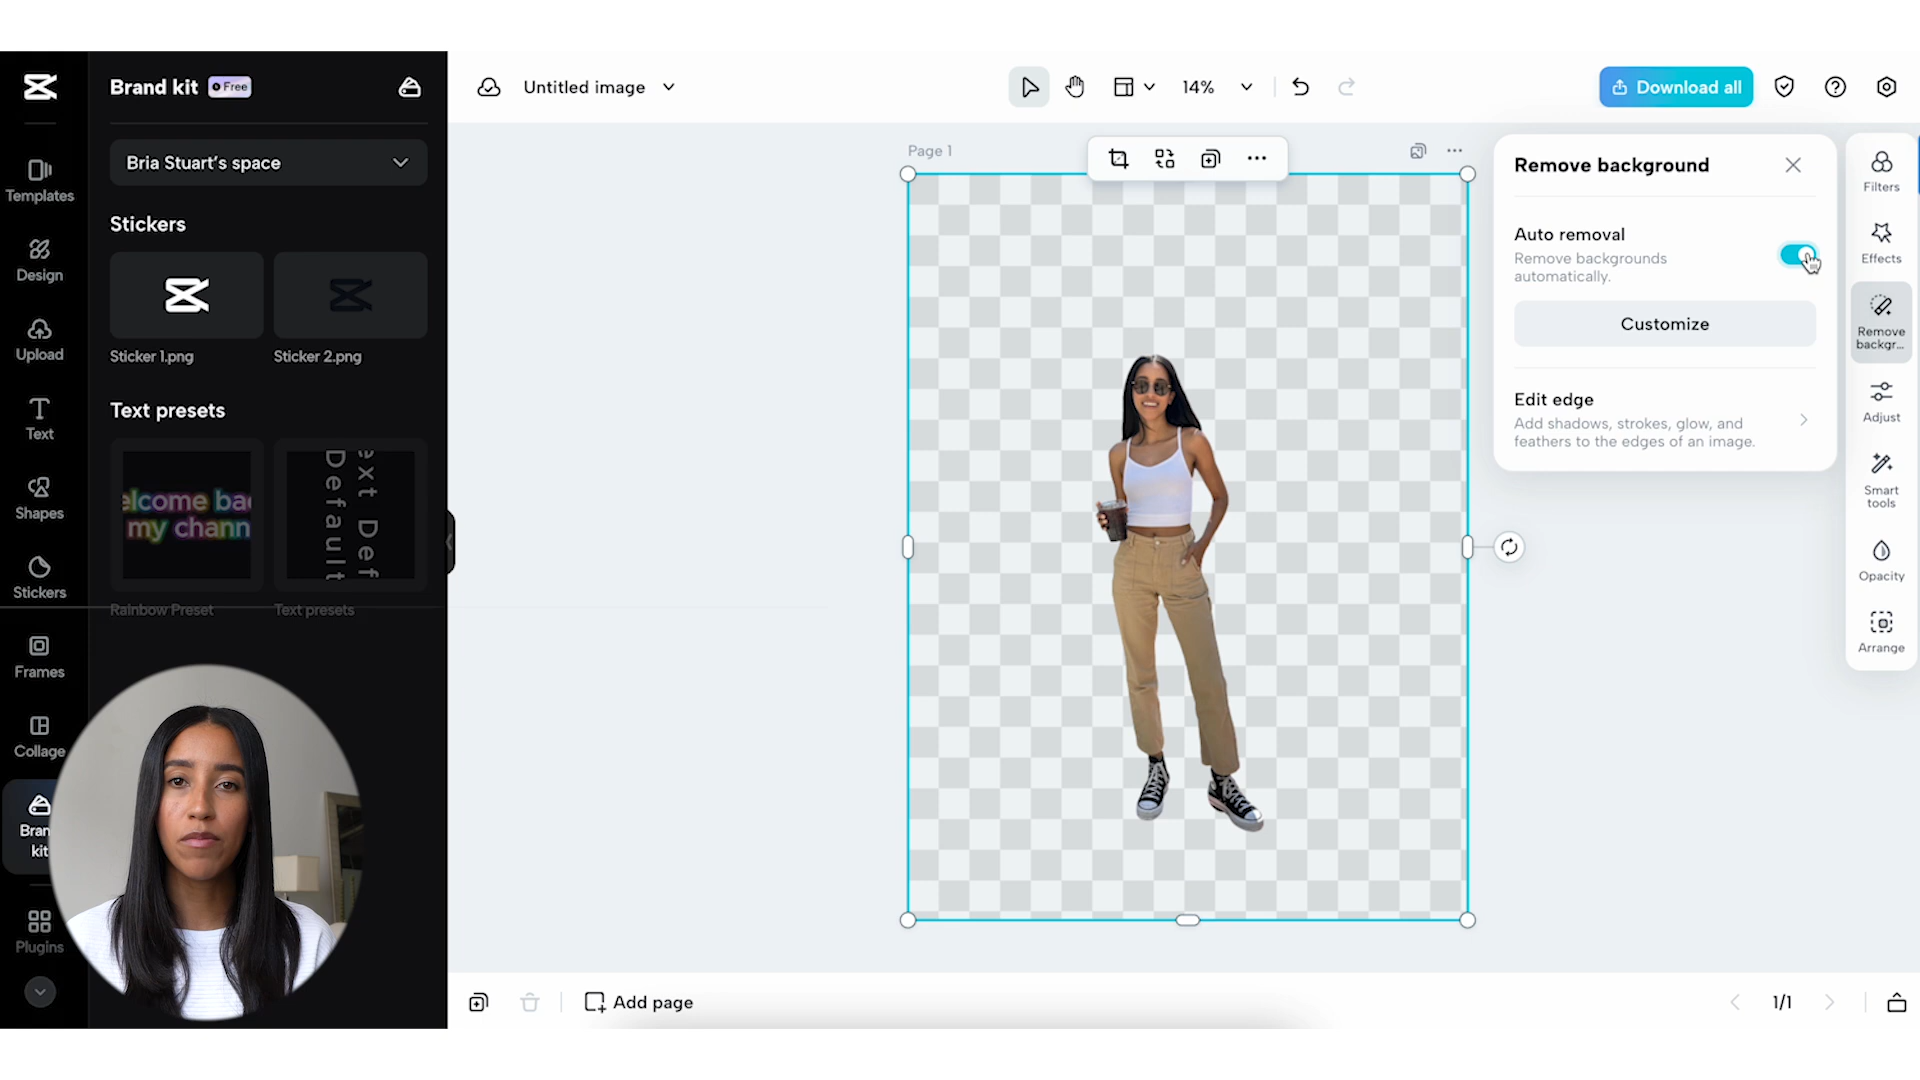 Brand kit
Free
Untitled image
14%
Download all
Bria Stuart's space
Templates
Stickers
Design
Upload
Sticker 1.png
Sticker 2.png
Text presets
Text
elcome bac
my chann
ext Def
Default
Shapes
Stickers
Rainbow Preset
Text presets
Frames
Collage
Bran
kit
Plugins
Page 1
Remove background
Auto removal
Remove backgrounds
automatically.
Customize
Edit edge
Add shadows, strokes, glow, and
feathers to the edges of an image.
Filters
Effects
Remove
backgr...
Adjust
Smart
tools
Opacity
Arrange
Add page
1/1